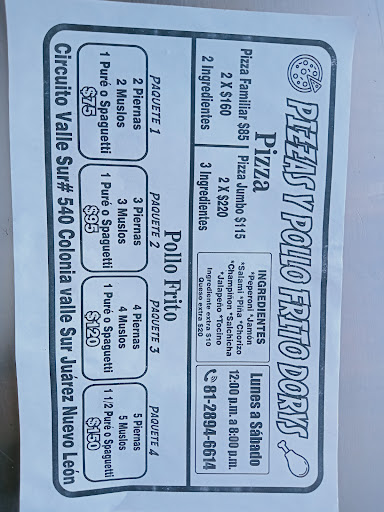 PIZZAS Y POLLO FRITO DORYS
Pizza
Pizza Familiar $85
2 X $160
2 Ingredientes
Pizza Jumbo $115
2 X $220
3 Ingredientes
INGREDIENTES
*Peperoni *Jamón
*Salami *Piña *Chorizo
*Champiñon *Salchicha
*Jalapeño *Tocino
Ingrediente extra $10
Queso extra $20
Lunes a Sábado
12:00 p.m. a 8:00 p.m.
81-2894-6614
Pollo Frito
PAQUETE 1
2 Piernas
2 Muslos
1 Puré o Spaguetti
$75
PAQUETE 2
3 Piernas
3 Muslos
1 Puré o Spaguetti
$85
PAQUETE 3
4 Piernas
4 Muslos
1 Puré o Spaguetti
$120
PAQUETE 4
5 Piernas
5 Muslos
1 1/2 Puré o Spaguetti
$150
Circuito Valle Sur# 540 Colonia valle Sur Juárez Nuevo León